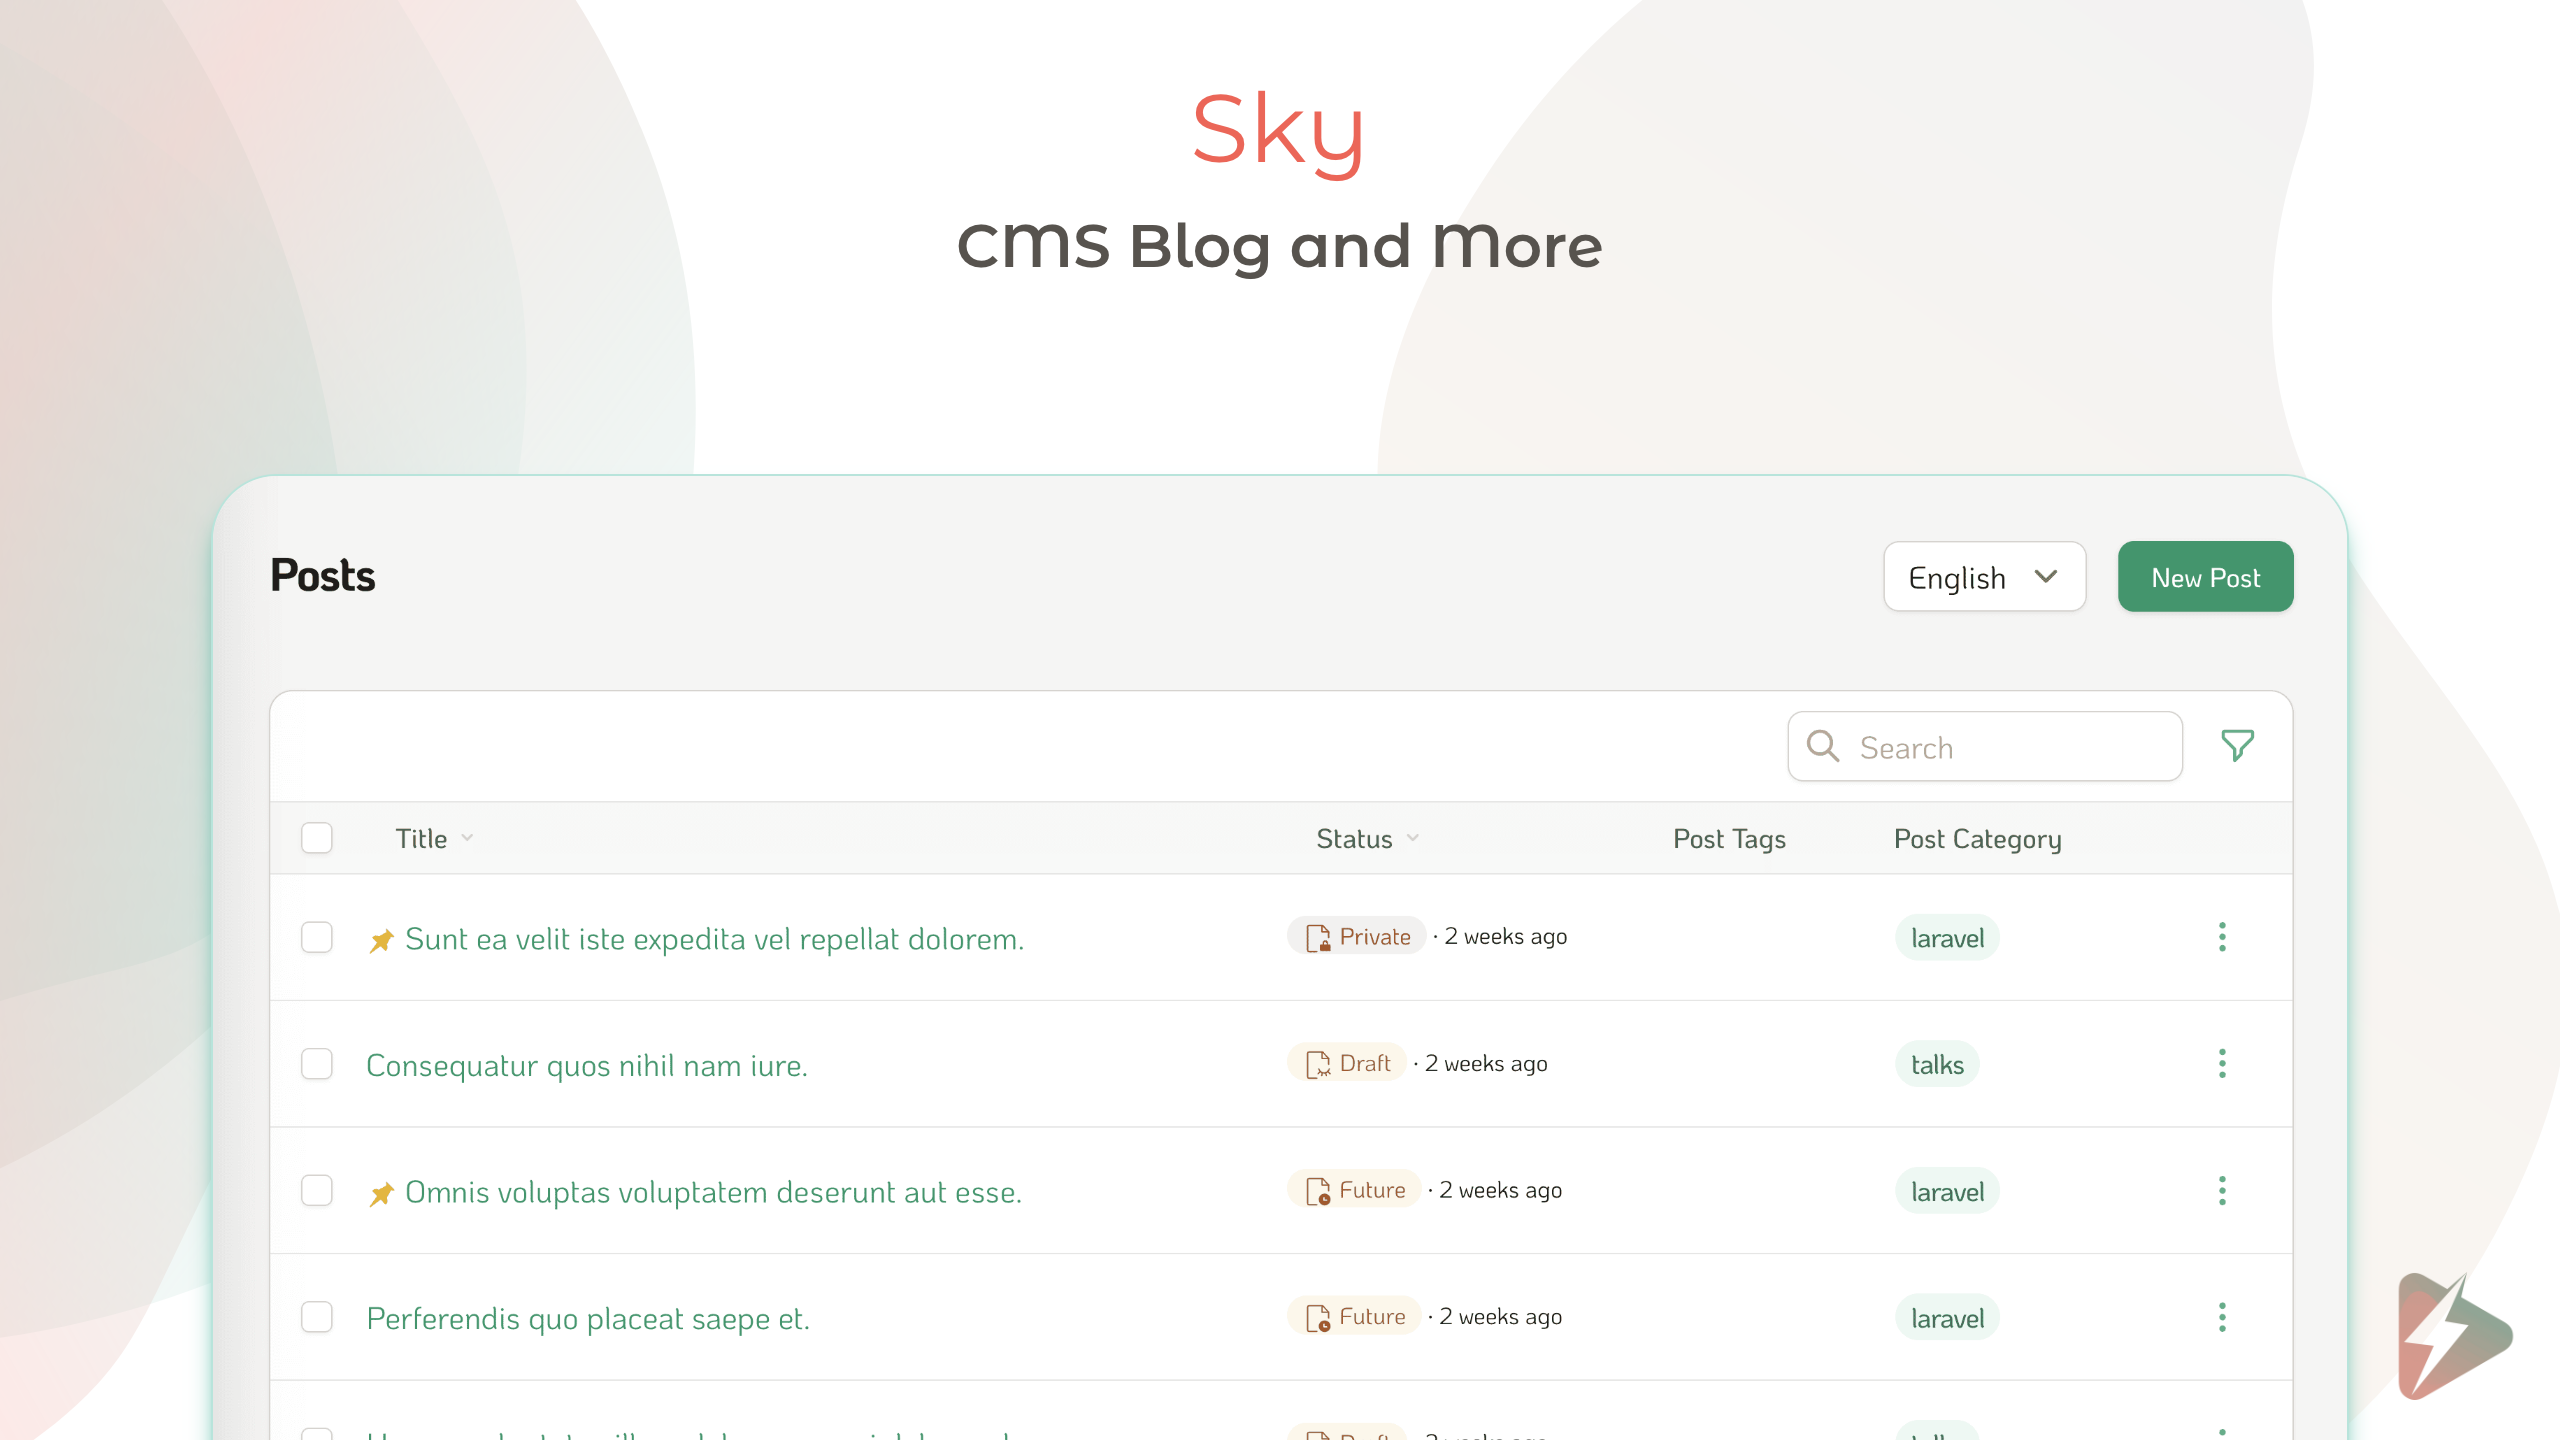 Sky
CMS Blog and More
Posts
English
New Post
Search
Title Status Post Tags Post Category
Sunt ea velit iste expedita vel repellat dolorem. Private · 2 weeks ago laravel
Consequatur quos nihil nam iure. Draft · 2 weeks ago talks
Omnis voluptas voluptatem deserunt aut esse. Future · 2 weeks ago laravel
Perferendis quo placeat saepe et. Future · 2 weeks ago laravel